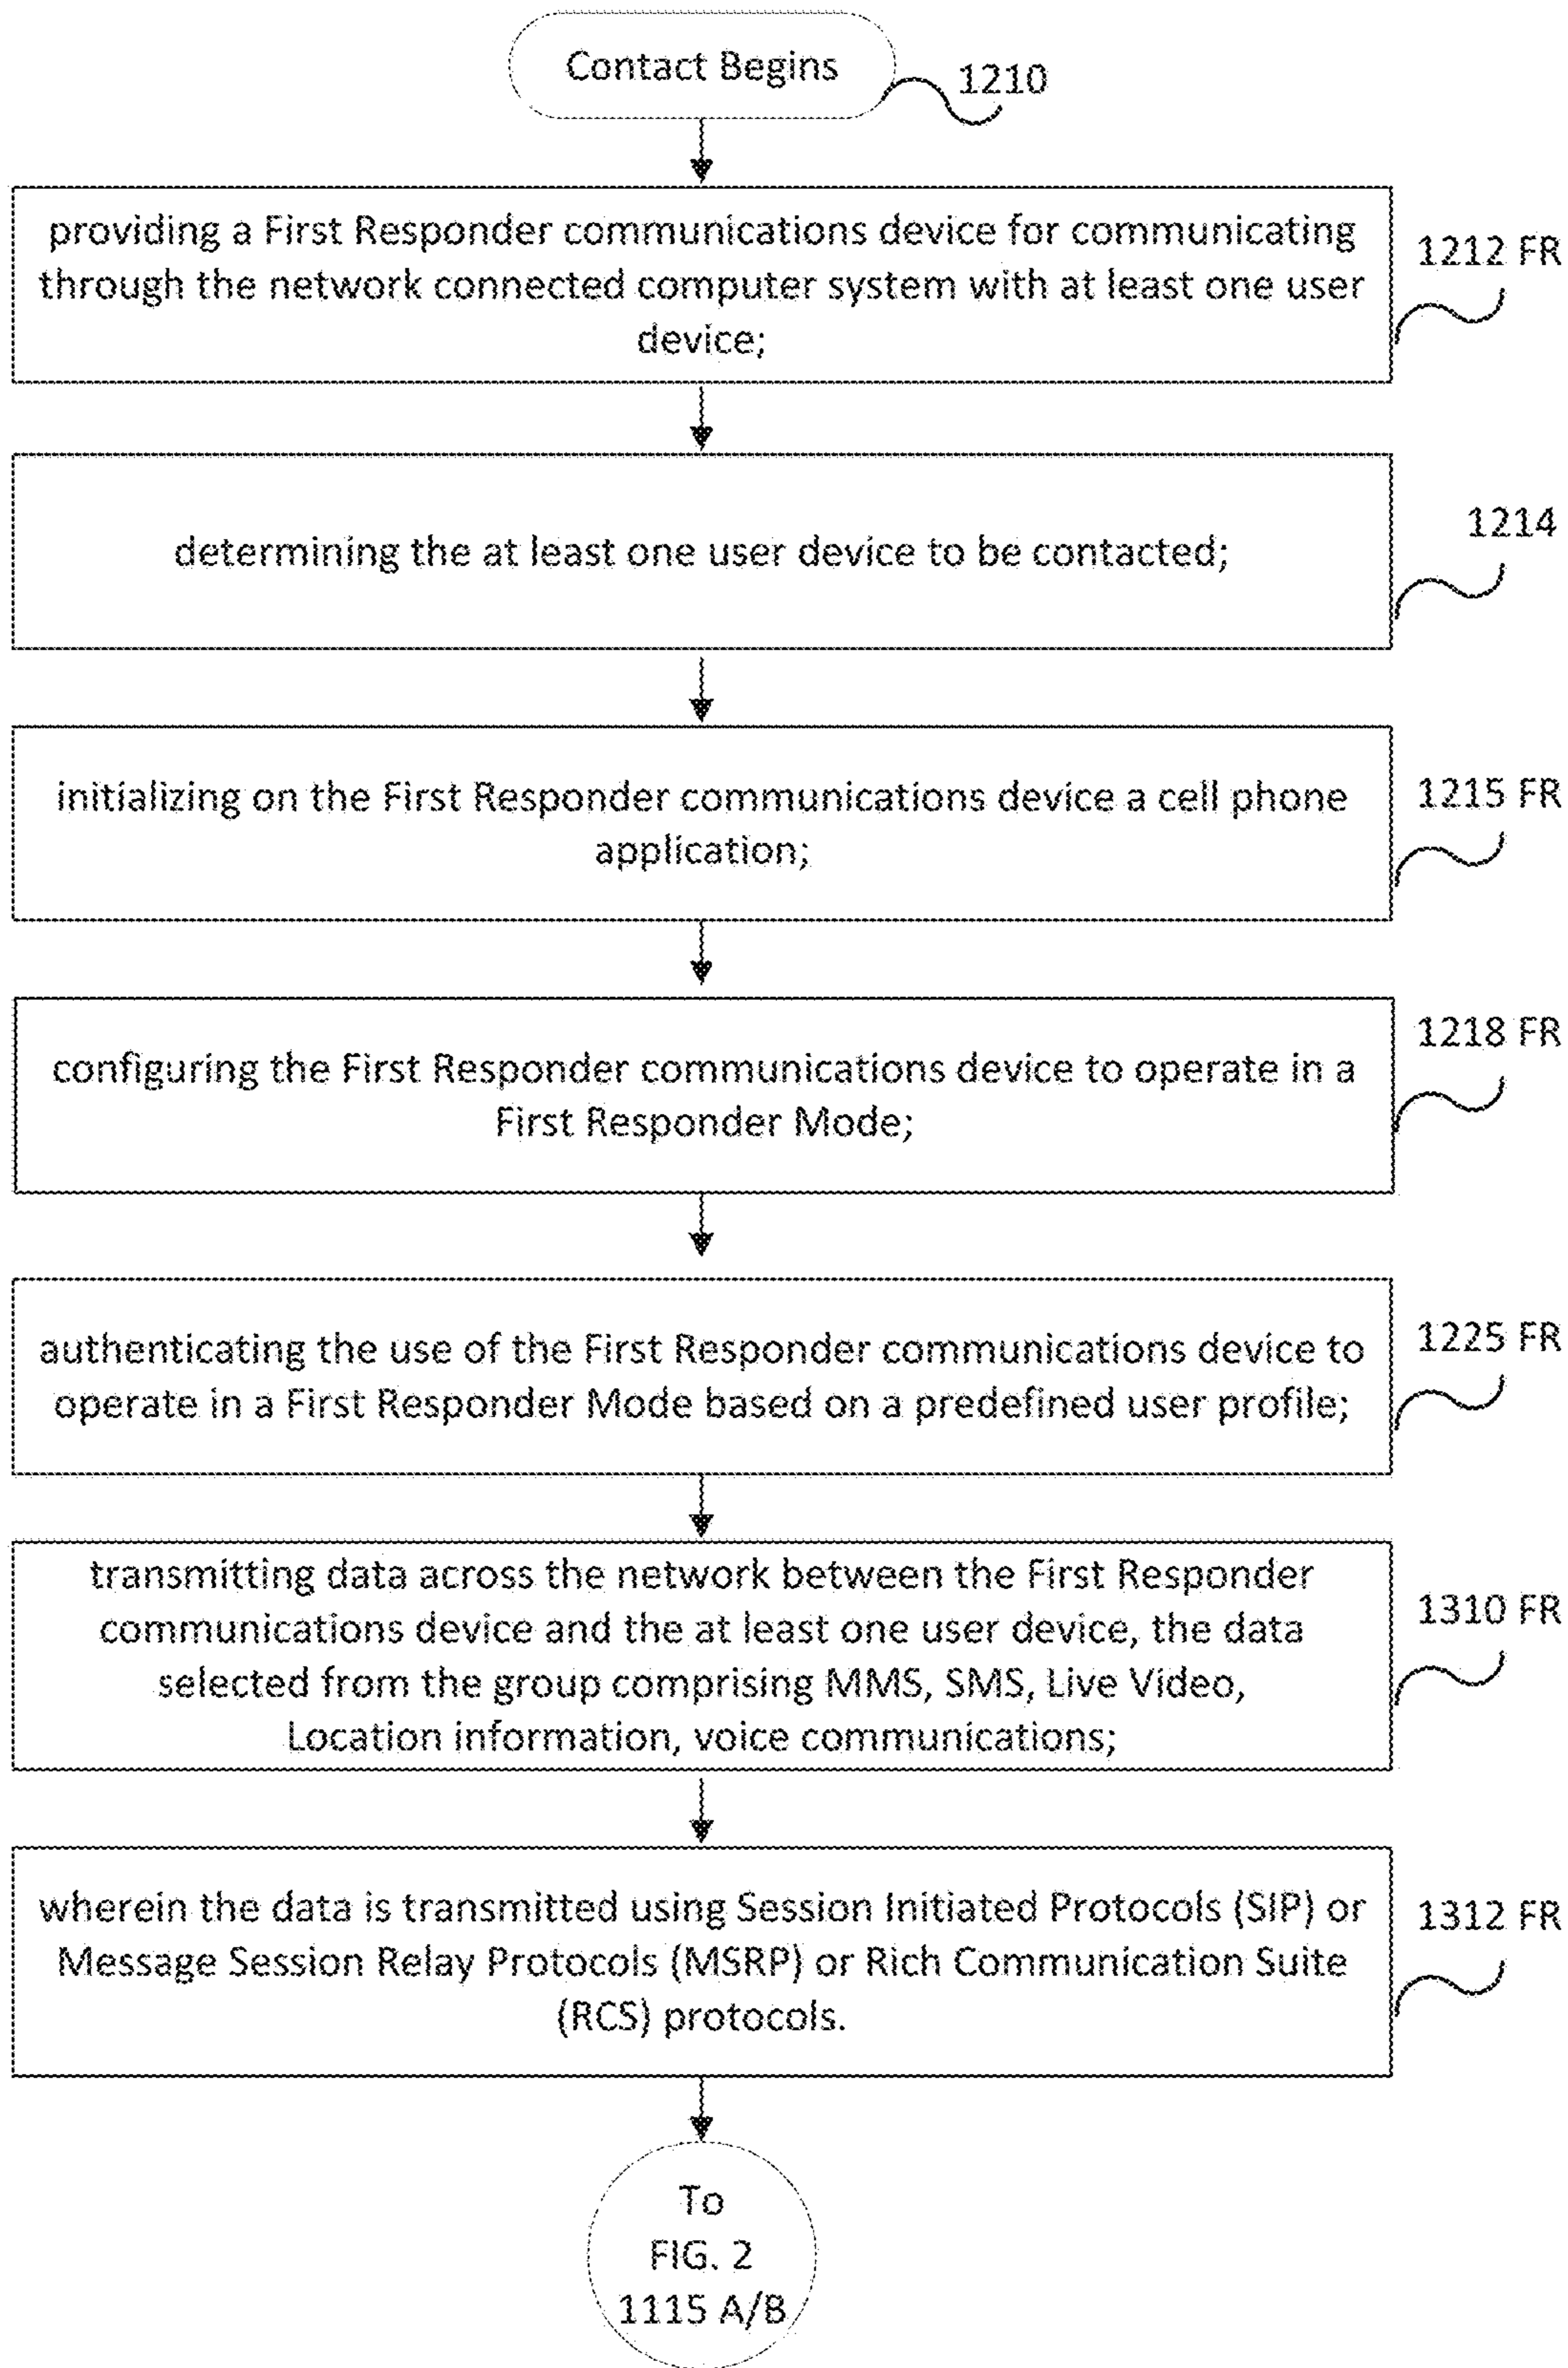 Contact Begins
1210
providing a First Responder communications device for communicating
through the network connected computer system with at least one user
device;
1212 FR
determining the at least one user device to be contacted;
1214
initializing on the First Responder communications device a cell phone
application;
1215 FR
configuring the First Responder communications device to operate in a
First Responder Mode;
1218 FR
authenticating the use of the First Responder communications device to
operate in a First Responder Mode based on a predefined user profile;
1225 FR
transmitting data across the network between the First Responder
communications device and the at least one user device, the data
selected from the group comprising MMS, SMS, Live Video,
Location information, voice communications;
1310 FR
wherein the data is transmitted using Session Initiated Protocols (SIP) or
Message Session Relay Protocols (MSRP) or Rich Communication Suite
(RCS) protocols.
1312 FR
To
FIG. 2
1115 A/B